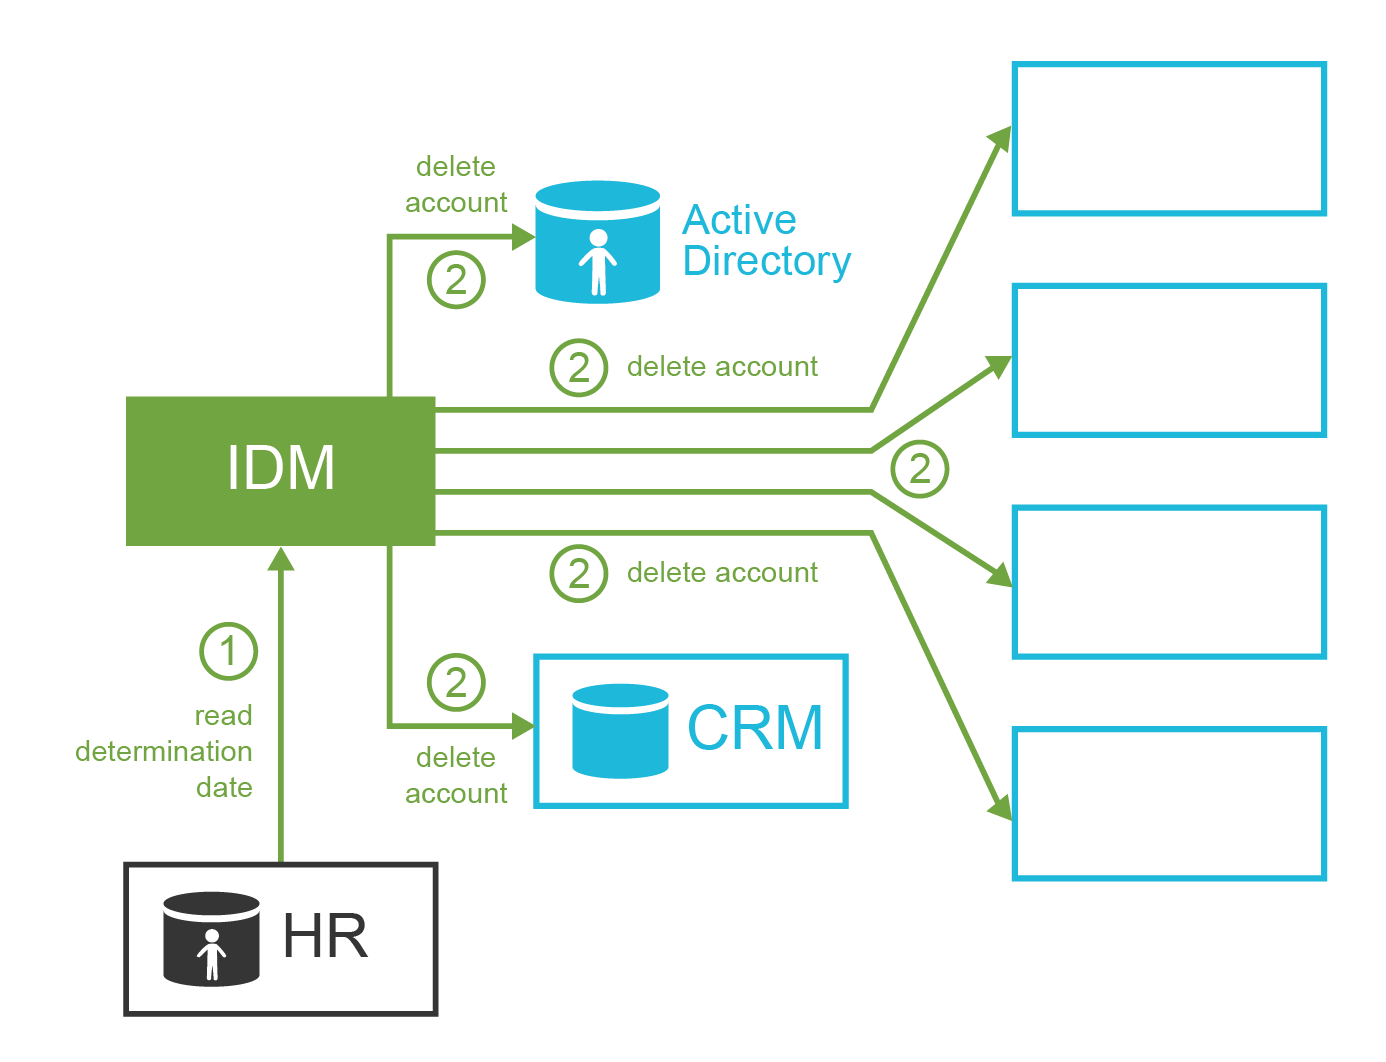 delete
account
2
Active
Directory
2
delete account
IDM
2
2
delete account
1
read
determination
date
2
delete
account
CRM
HR